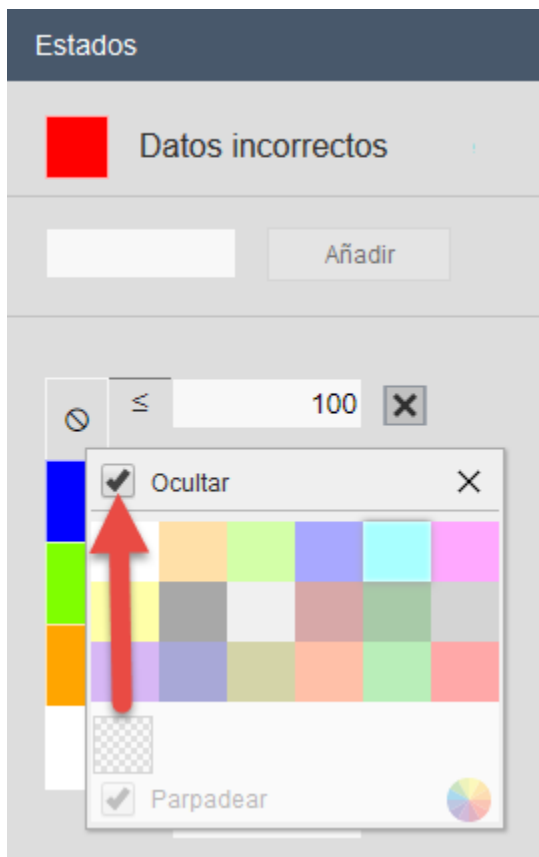 Estados
Datos incorrectos
Añadir
≤ 100
Ocultar
Parpadear